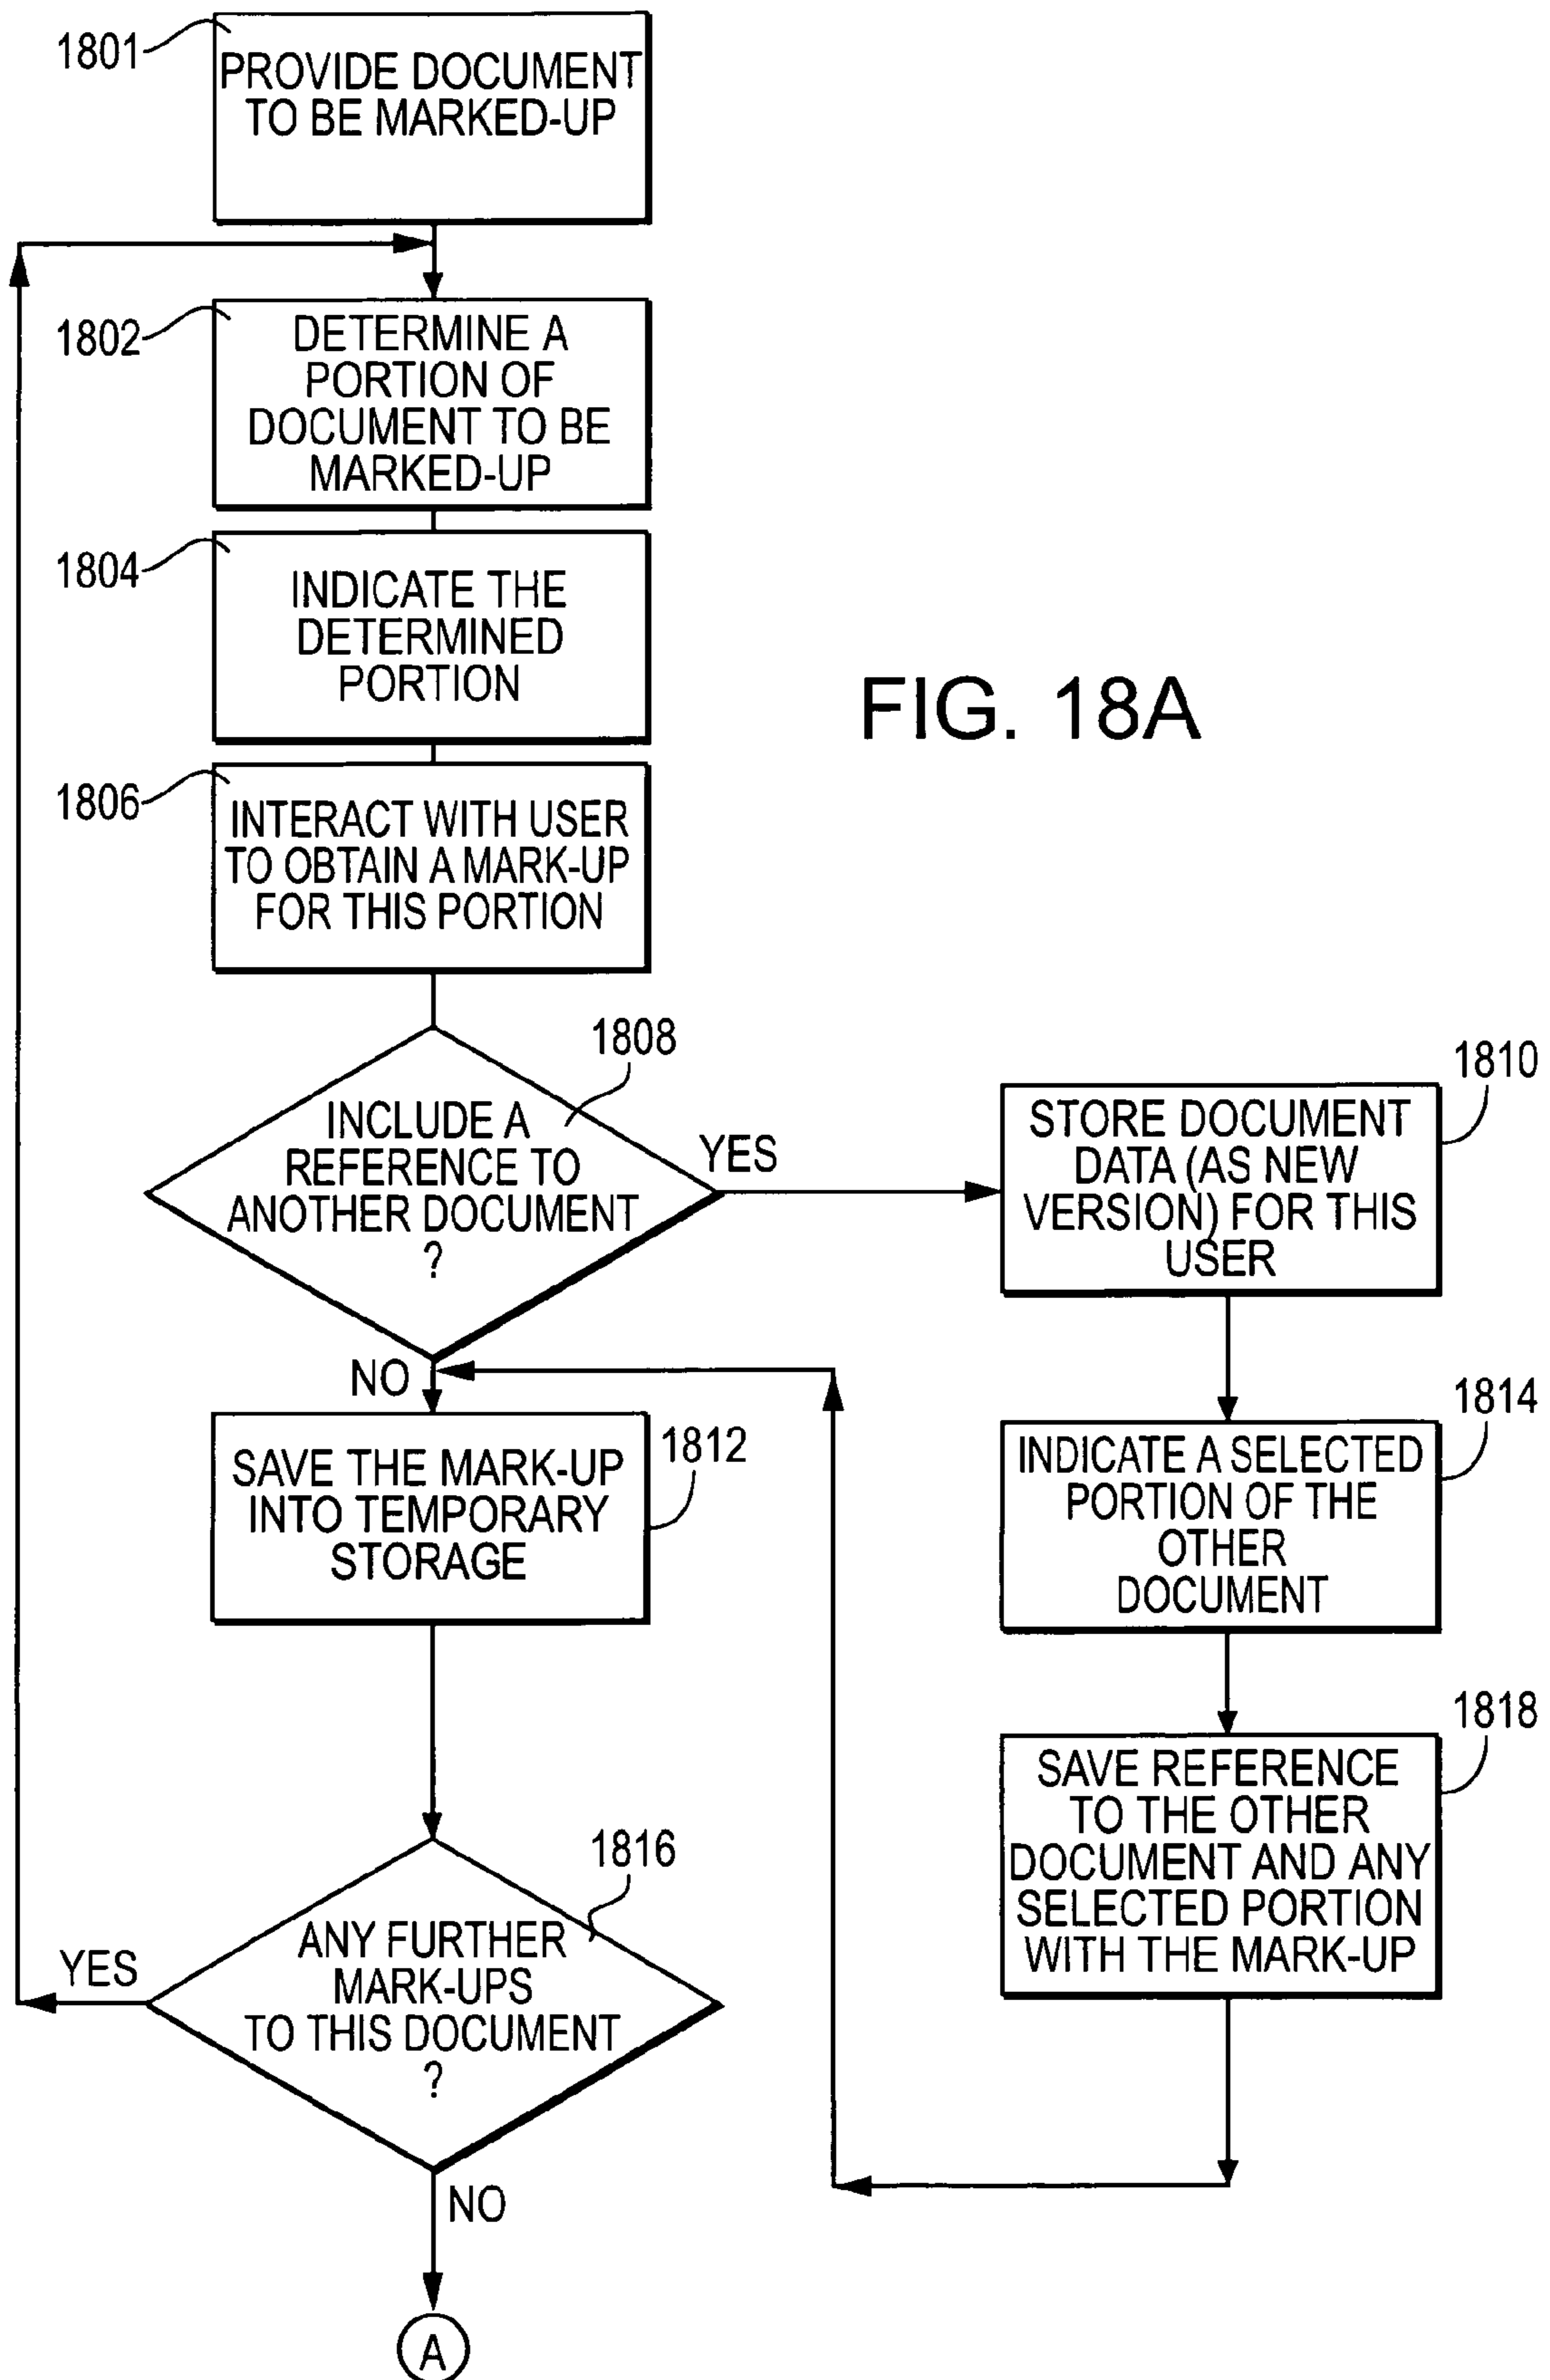 1801
PROVIDE DOCUMENT
TO BE MARKED-UP
1802
DETERMINE A
PORTION OF
DOCUMENT TO BE
MARKED-UP
1804
INDICATE THE
DETERMINED
PORTION
FIG. 18A
1806
INTERACT WITH USER
TO OBTAIN A MARK-UP
FOR THIS PORTION
1808
INCLUDE A
REFERENCE TO
ANOTHER DOCUMENT
?
YES
NO
1810
STORE DOCUMENT
DATA (AS NEW
VERSION) FOR THIS
USER
1812
SAVE THE MARK-UP
INTO TEMPORARY
STORAGE
1814
INDICATE A SELECTED
PORTION OF THE
OTHER
DOCUMENT
1816
ANY FURTHER
MARK-UPS
TO THIS DOCUMENT
?
YES
NO
1818
SAVE REFERENCE
TO THE OTHER
DOCUMENT AND ANY
SELECTED PORTION
WITH THE MARK-UP
A